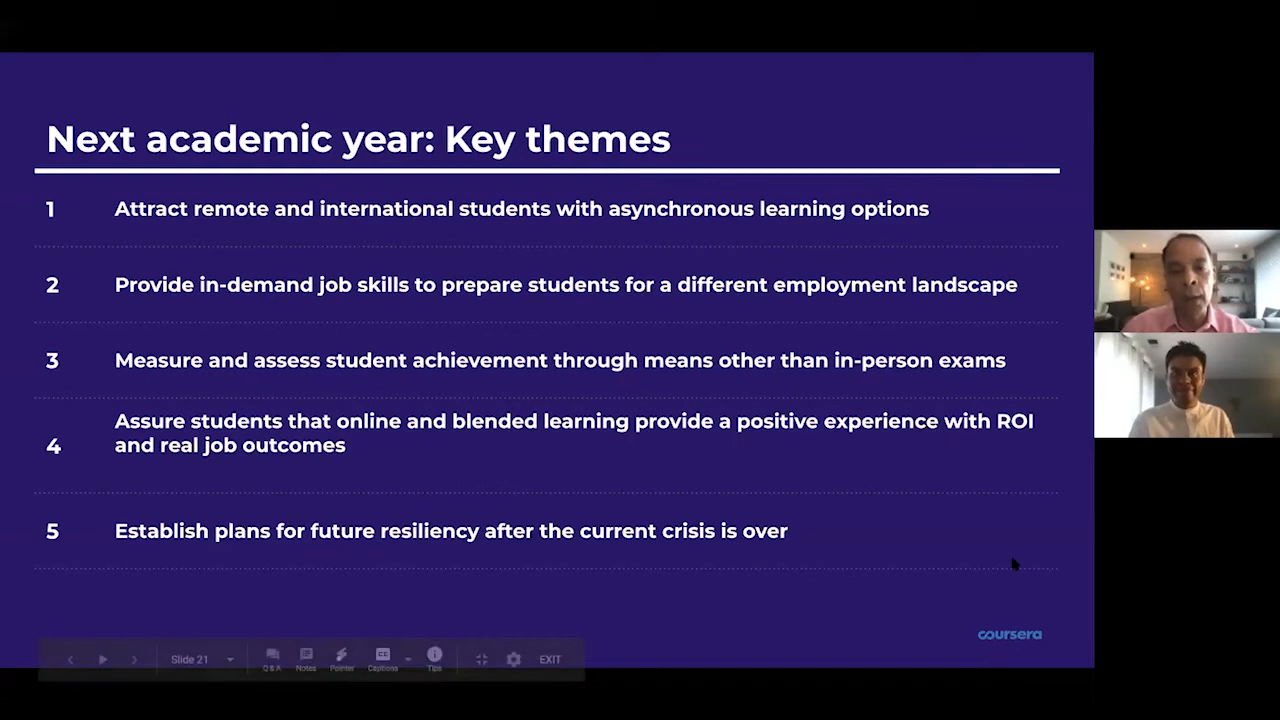 Next academic year: Key themes
1 Attract remote and international students with asynchronous learning options
2 Provide in-demand job skills to prepare students for a different employment landscape
3 Measure and assess student achievement through means other than in-person exams
4 Assure students that online and blended learning provide a positive experience with ROI
and real job outcomes
5 Establish plans for future resiliency after the current crisis is over
coursera
Slide 21 Q & A Notes Pointer CC Captions Tips EXIT